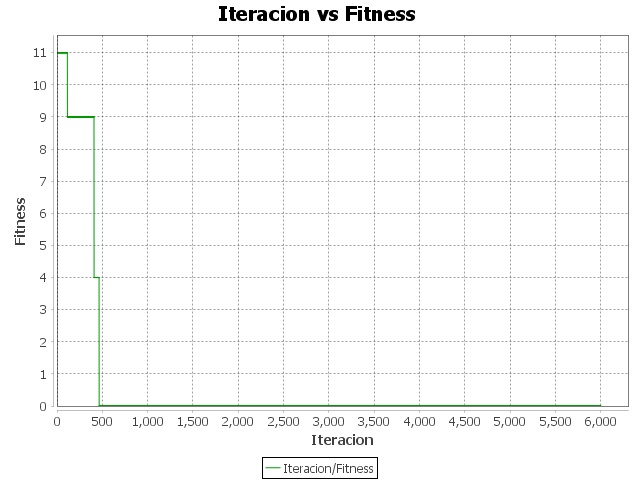 Iteracion vs Fitness
11
10
9
8
7
6
5
4
3
2
1
0
Fitness
0 500 1,000 1,500 2,000 2,500 3,000 3,500 4,000 4,500 5,000 5,500 6,000
Iteracion
Iteracion/Fitness